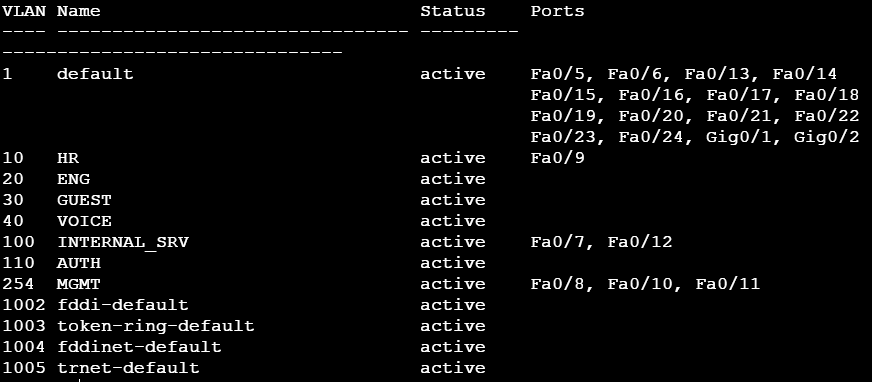 VLAN Name                             Status    Ports
---- -------------------------------- ---------
-------------------------------
1    default                          active    Fa0/5, Fa0/6, Fa0/13, Fa0/14
                                                Fa0/15, Fa0/16, Fa0/17, Fa0/18
                                                Fa0/19, Fa0/20, Fa0/21, Fa0/22
                                                Fa0/23, Fa0/24, Gig0/1, Gig0/2
10   HR                               active    Fa0/9
20   ENG                              active
30   GUEST                            active
40   VOICE                            active
100  INTERNAL_SRV                     active    Fa0/7, Fa0/12
110  AUTH                             active
254  MGMT                             active    Fa0/8, Fa0/10, Fa0/11
1002 fddi-default                     active
1003 token-ring-default               active
1004 fddinet-default                  active
1005 trnet-default                    active